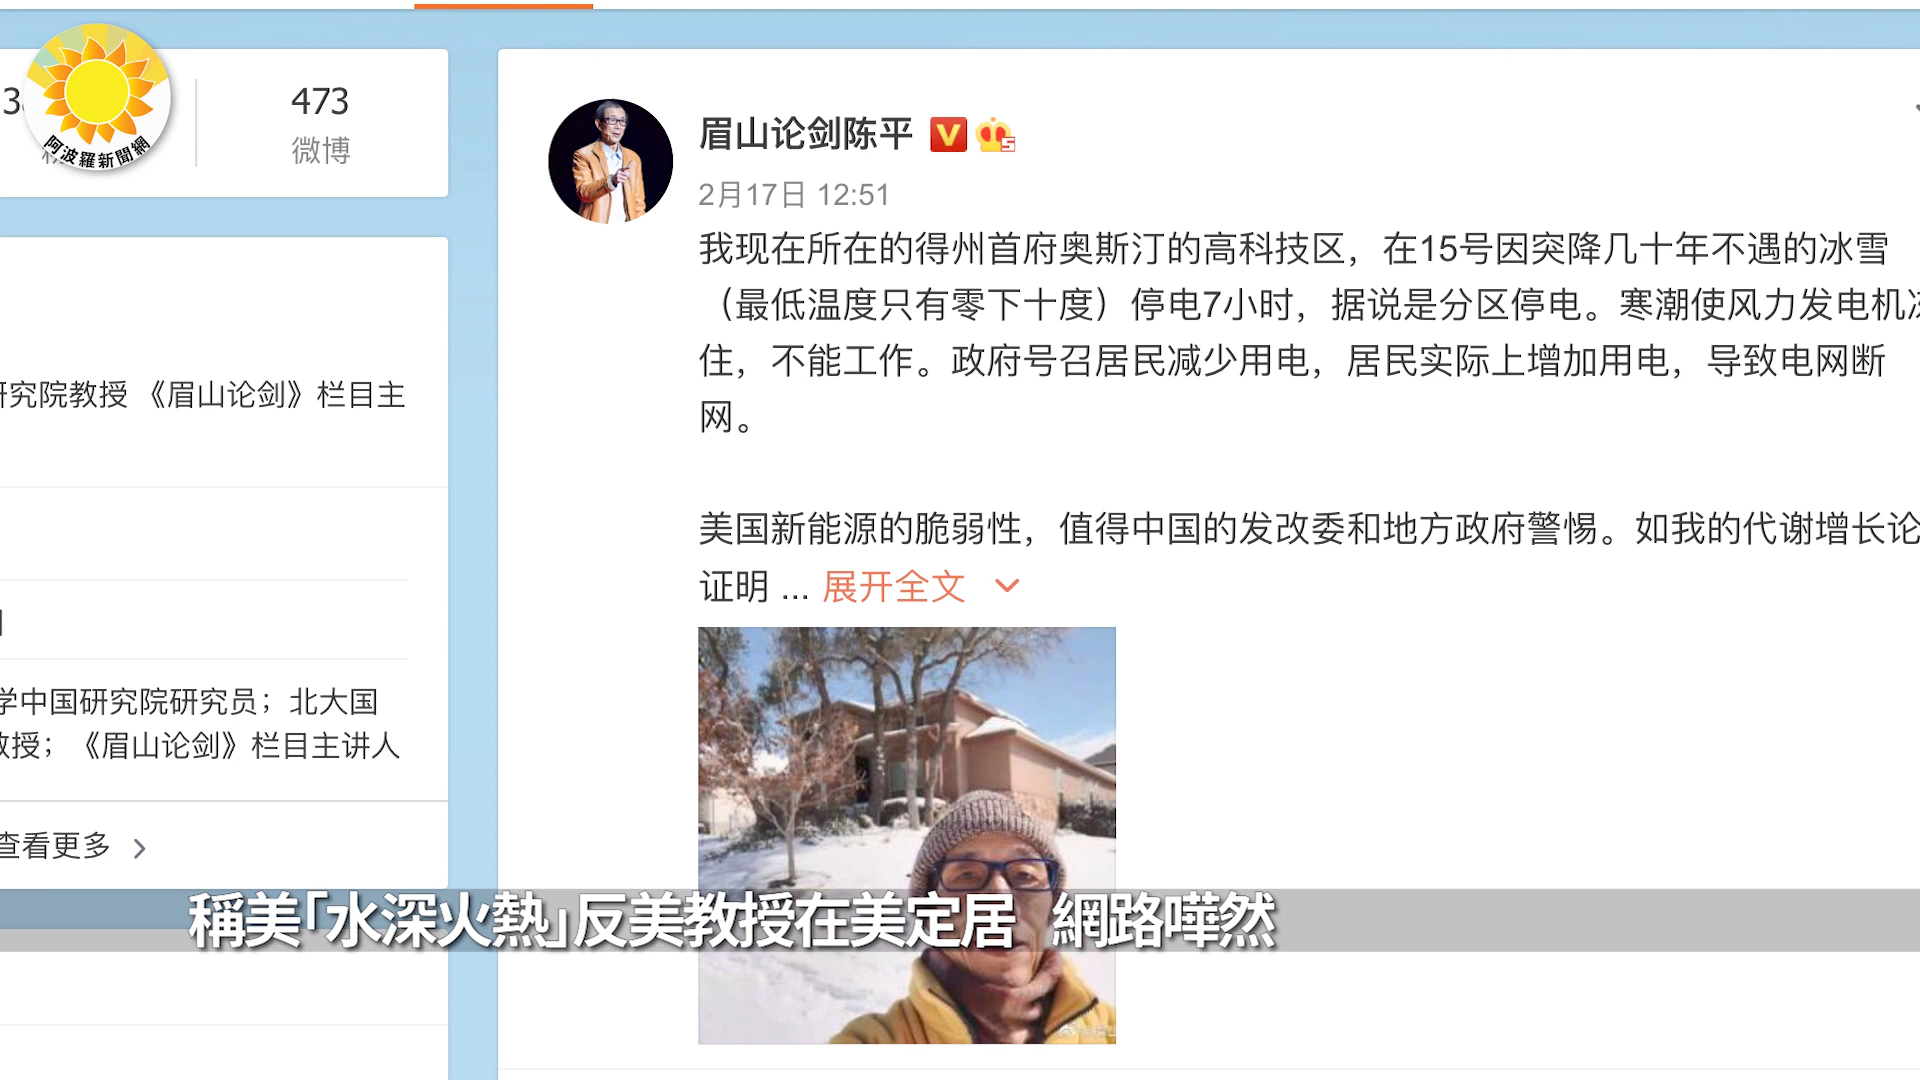 473
微博
阿波羅新聞網
研究院教授 《眉山论剑》栏目主
学中国研究院研究员；北大国
教授；《眉山论剑》栏目主讲人
查看更多
眉山论剑陈平
2月17日 12:51
我现在所在的得州首府奥斯汀的高科技区，在15号因突降几十年不遇的冰雪
（最低温度只有零下十度）停电7小时，据说是分区停电。寒潮使风力发电机冻
住，不能工作。政府号召居民减少用电，居民实际上增加用电，导致电网断
网。
美国新能源的脆弱性，值得中国的发改委和地方政府警惕。如我的代谢增长论
证明 ... 展开全文
稱美「水深火熱」反美教授在美定居 網路嘩然